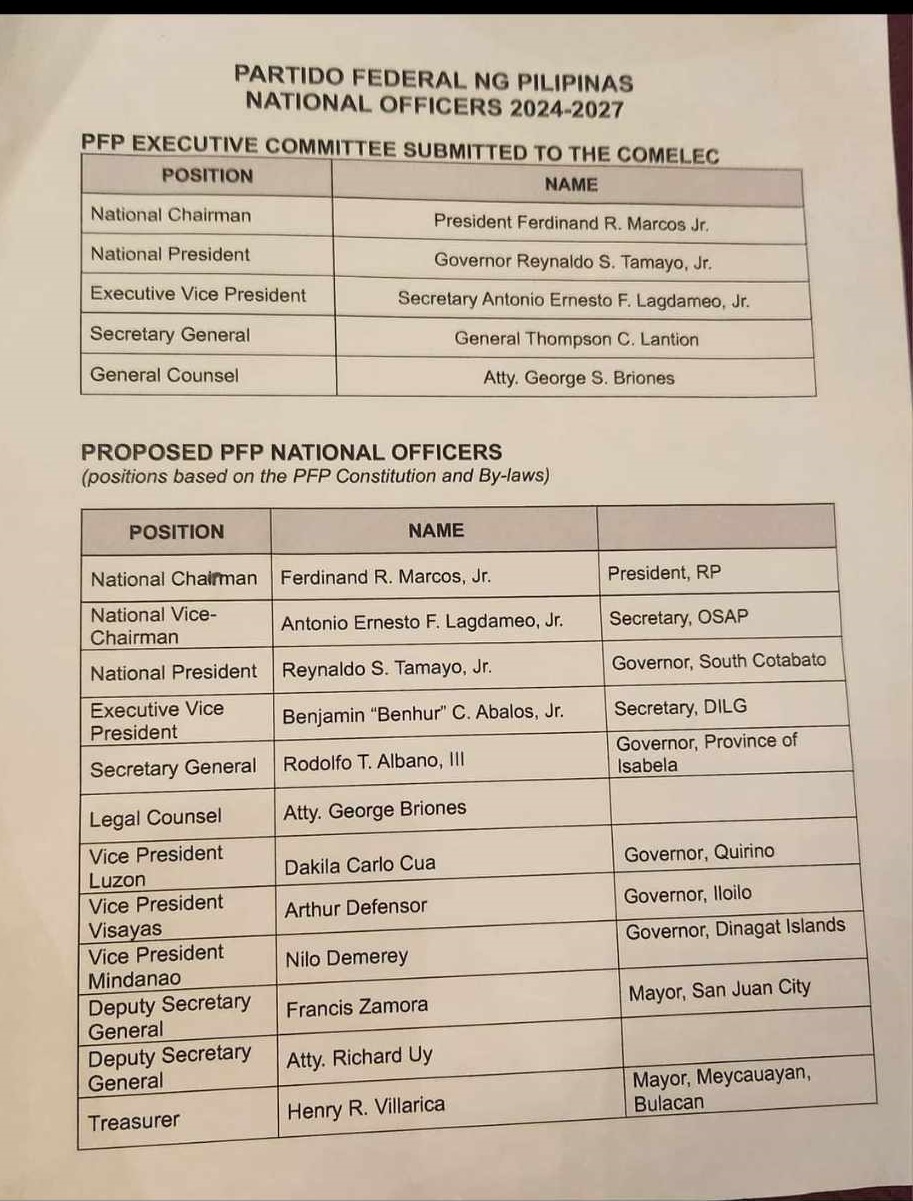 PARTIDO FEDERAL NG PILIPINAS
NATIONAL OFFICERS 2024-2027
PFP EXECUTIVE COMMITTEE SUBMITTED TO THE COMELEC
POSITION NAME
National Chairman President Ferdinand R. Marcos Jr.
National President Governor Reynaldo S. Tamayo, Jr.
Executive Vice President Secretary Antonio Ernesto F. Lagdameo, Jr.
Secretary General General Thompson C. Lantion
General Counsel Atty. George S. Briones
PROPOSED PFP NATIONAL OFFICERS
(positions based on the PFP Constitution and By-laws)
POSITION NAME
National Chairman Ferdinand R. Marcos, Jr. President, RP
National Vice-
Chairman Antonio Ernesto F. Lagdameo, Jr. Secretary, OSAP
National President Reynaldo S. Tamayo, Jr. Governor, South Cotabato
Executive Vice
President Benjamin “Benhur” C. Abalos, Jr. Secretary, DILG
Secretary General Rodolfo T. Albano, III Governor, Province of
Isabela
Legal Counsel Atty. George Briones
Vice President
Luzon Dakila Carlo Cua Governor, Quirino
Vice President
Visayas Arthur Defensor Governor, Iloilo
Vice President
Mindanao Nilo Demerey Governor, Dinagat Islands
Deputy Secretary
General Francis Zamora Mayor, San Juan City
Deputy Secretary
General Atty. Richard Uy
Treasurer Henry R. Villarica Mayor, Meycauayan,
Bulacan